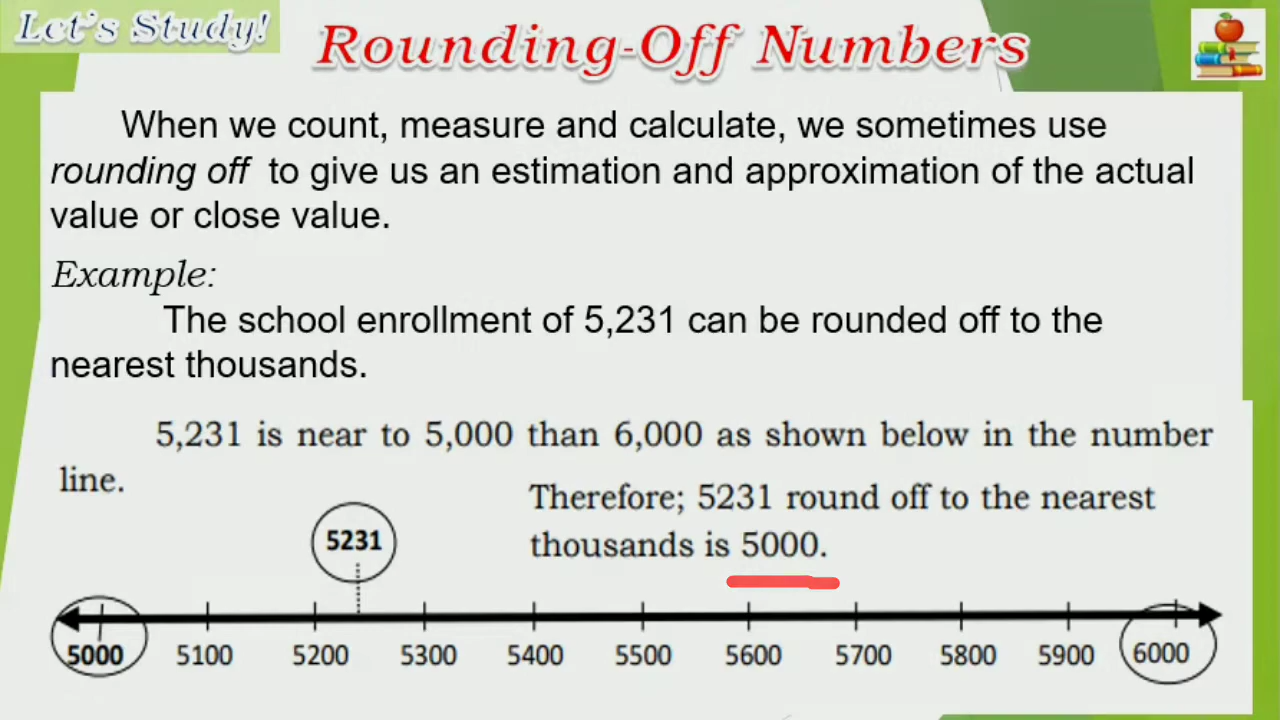 Let's Study!
Rounding-Off Numbers
When we count, measure and calculate, we sometimes use
rounding off to give us an estimation and approximation of the actual
value or close value.
Example:
The school enrollment of 5,231 can be rounded off to the
nearest thousands.
5,231 is near to 5,000 than 6,000 as shown below in the number
line.
Therefore; 5231 round off to the nearest
thousands is 5000.
5231
5000 5100 5200 5300 5400 5500 5600 5700 5800 5900 6000